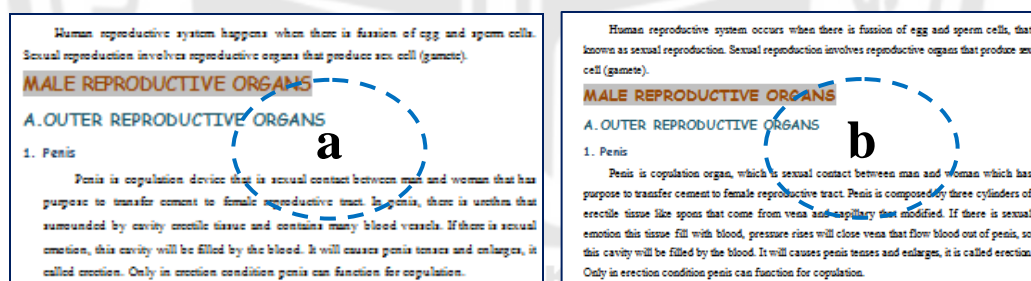 Human reproductive system happens when there is fussion of egg and sperm cells.
Sexual reproduction involves reproductive organs that produce sex cell (gamete).
MALE REPRODUCTIVE ORGANS
A.OUTER REPRODUCTIVE ORGANS
1. Penis
Penis is copulation device that is sexual contact between man and woman that has
purpose to transfer cement to female reproductive tract. In penis, there is urethra that
surrounded by cavity erectile tissue and contains many blood vessels. If there is sexual
emotion, this cavity will be filled by the blood. It will causes penis tenses and enlarges, it
called erection. Only in erection condition penis can function for copulation.
a
Human reproductive system occurs when there is fussion of egg and sperm cells, that
known as sexual reproduction. Sexual reproduction involves reproductive organs that produce sex
cell (gamete).
MALE REPRODUCTIVE ORGANS
A. OUTER REPRODUCTIVE ORGANS
1. Penis
Penis is copulation organ, which is sexual contact between man and woman which has
purpose to transfer cement to female reproductive tract. Penis is composed by three cylinders of
erectile tissue like spons that come from vena and capillary that modified. If there is sexual
emotion this tissue fill with blood, pressure rises will close vena that flow blood out of penis, so
this cavity will be filled by the blood. It will causes penis tenses and enlarges, it is called erection
Only in erection condition penis can function for copulation.
b